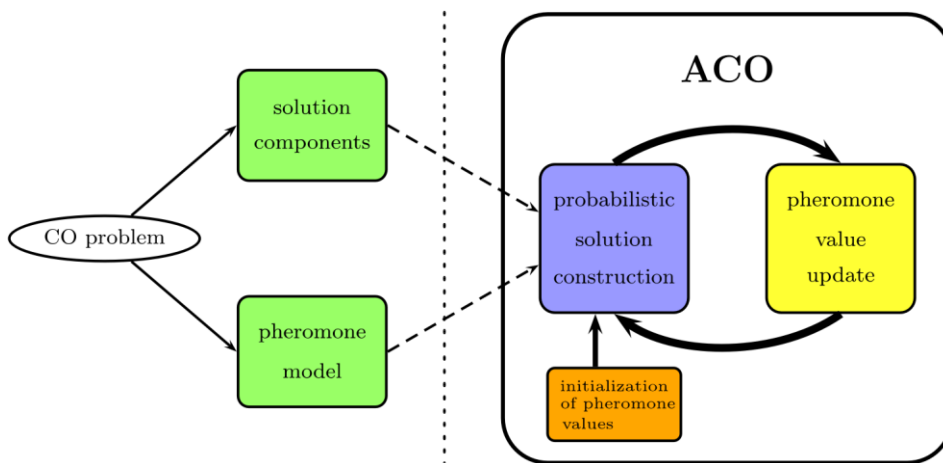 CO problem
solution
components
pheromone
model
ACO
probabilistic
solution
construction
pheromone
value
update
initialization
of pheromone
values